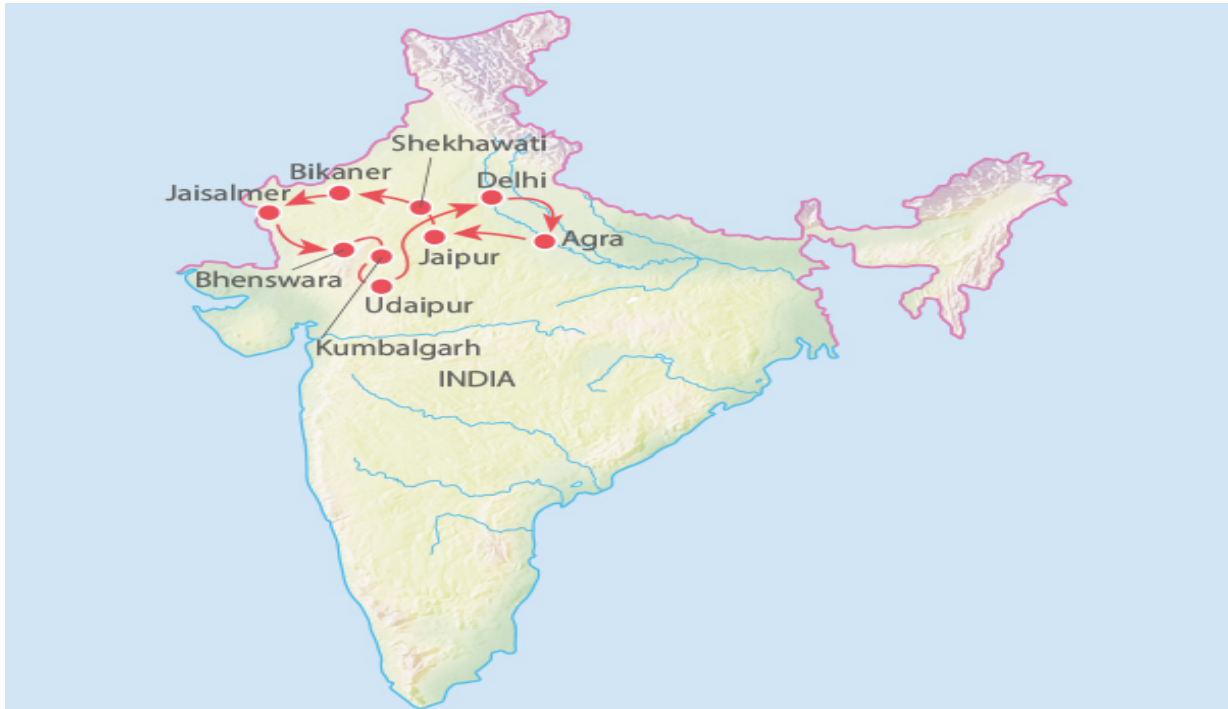 Shekhawati
Bikaner
Delhi
Jaisalmer
Agra
Jaipur
Bhenswara
Udaipur
Kumbalgarh
INDIA